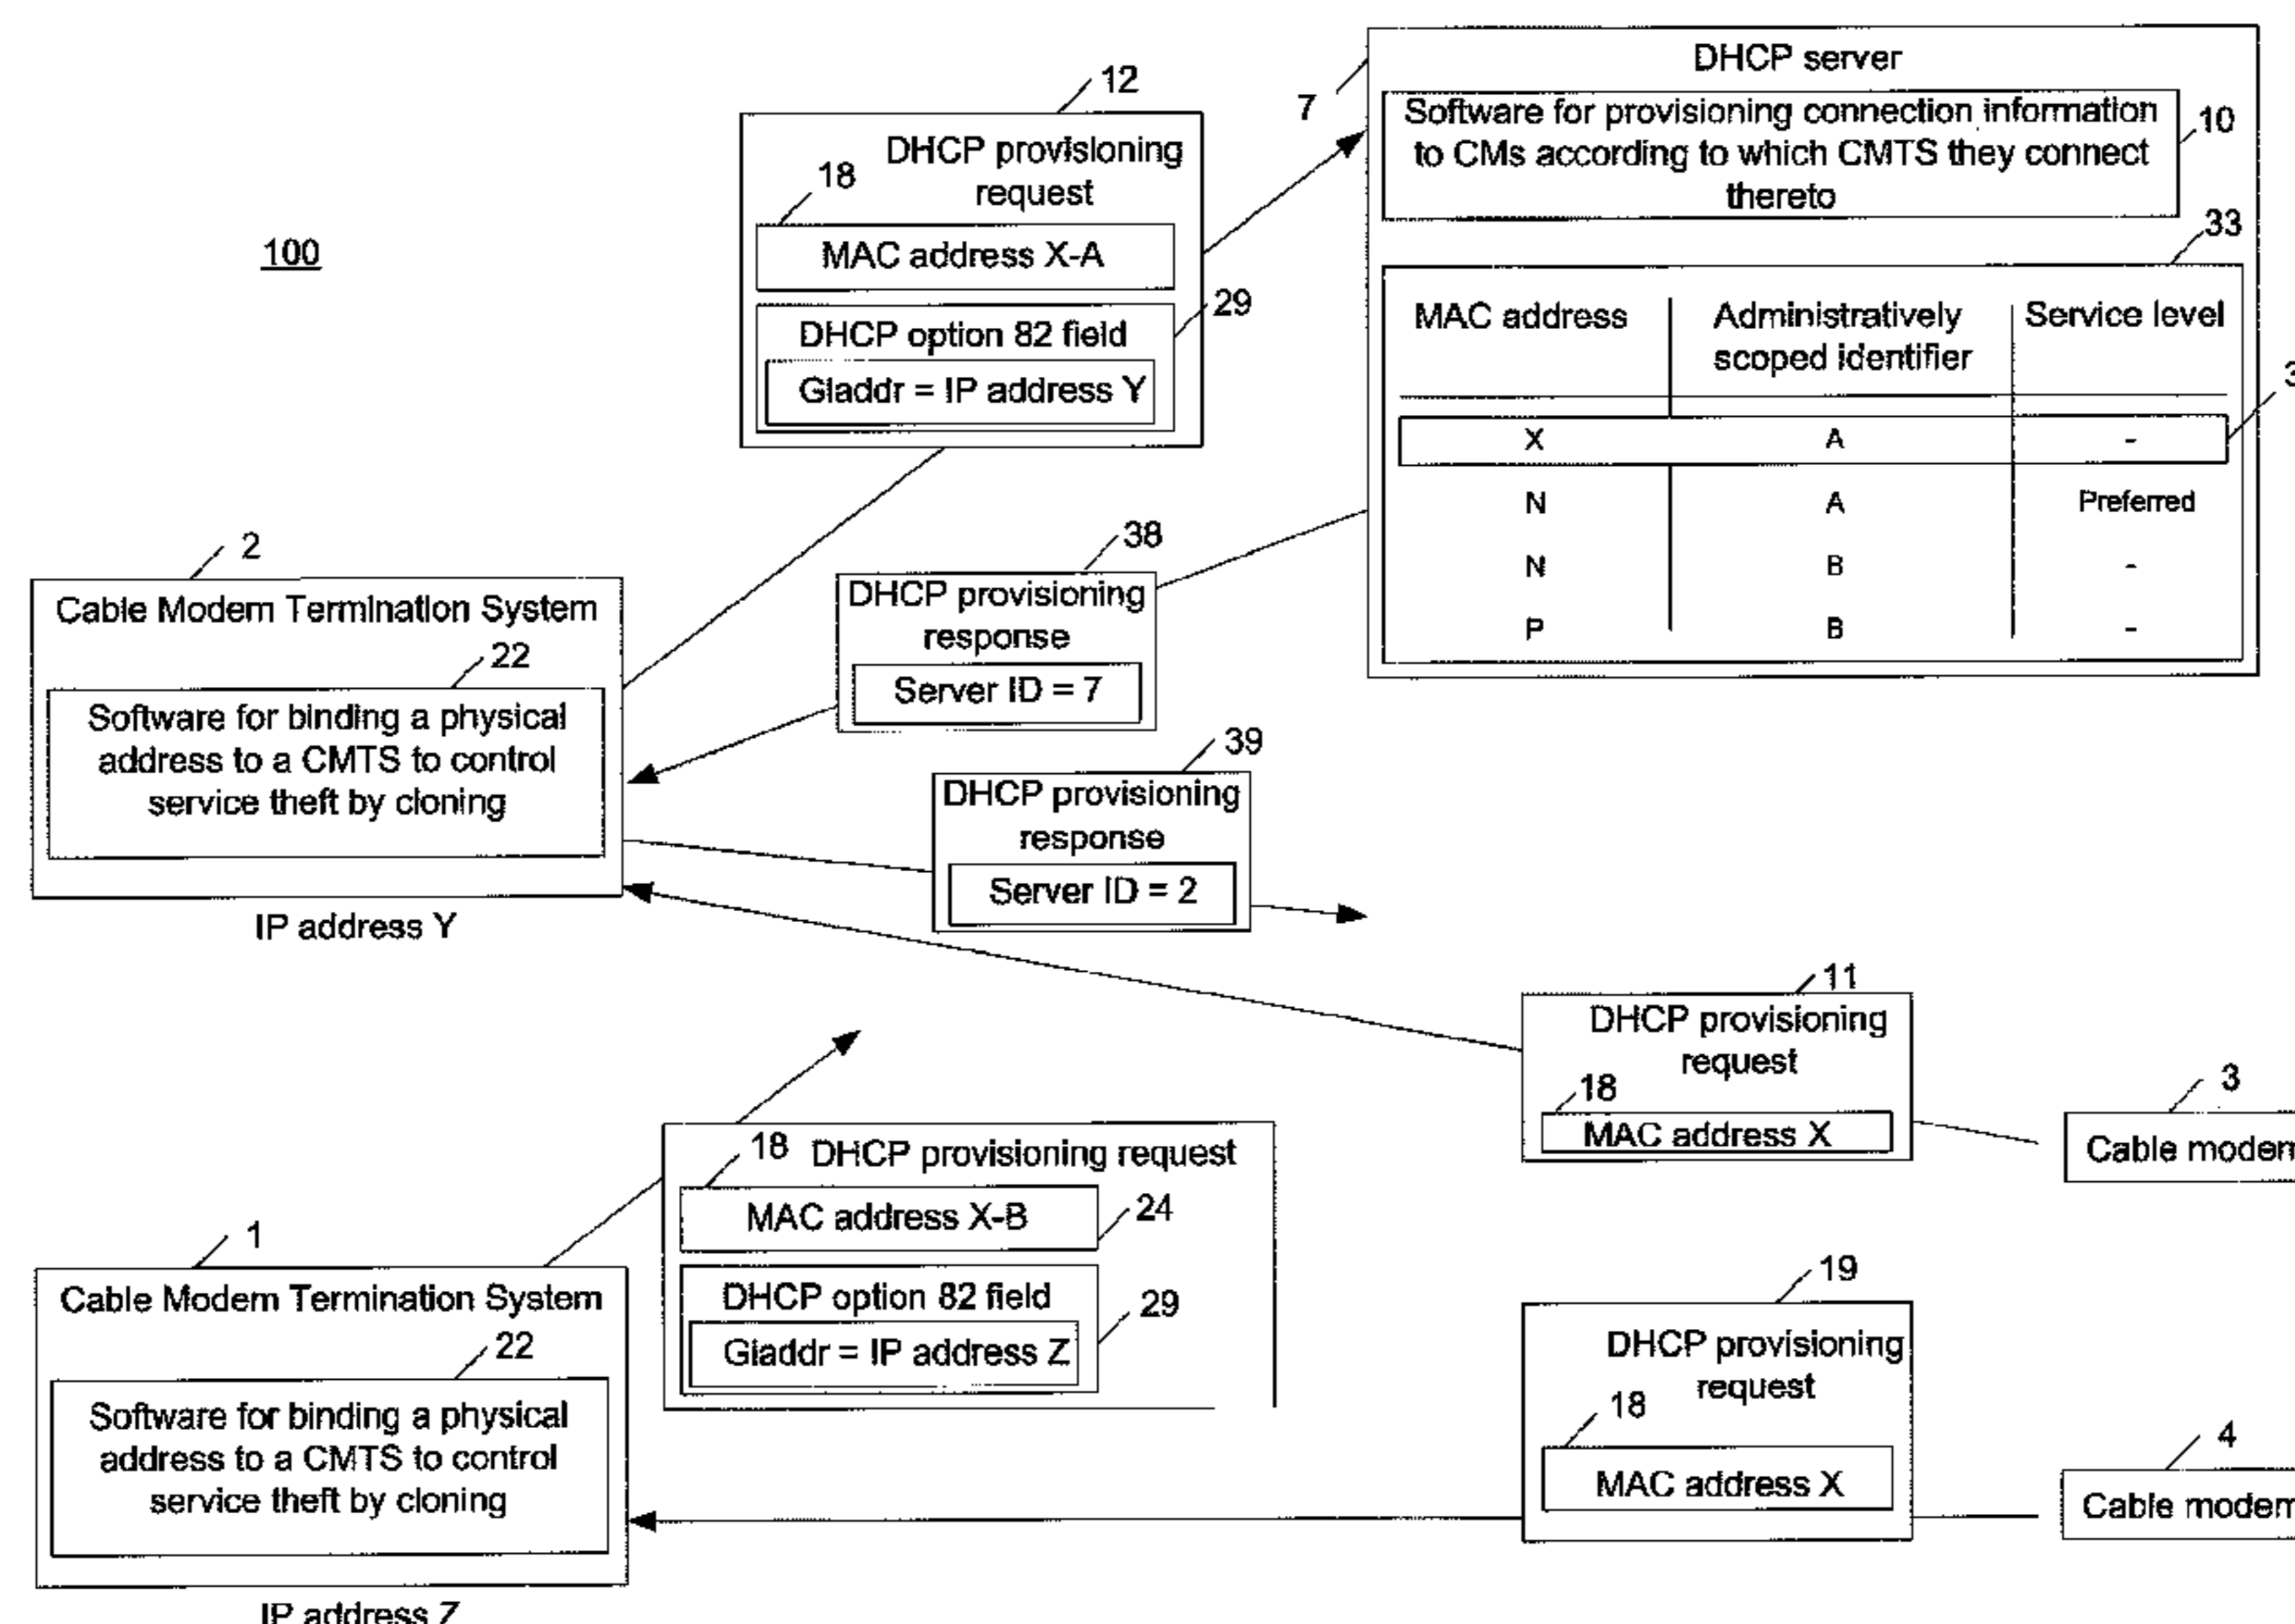 100
12
DHCP provisioning
request
18
MAC address X-A
29
DHCP option 82 field
Giaddr = IP address Y
7
DHCP server
Software for provisioning connection information
to CMs according to which CMTS they connect
thereto
10
33
MAC address
Administratively
scoped identifier
Service level
X A -
N A Preferred
N B -
P B -
2
Cable Modem Termination System
22
Software for binding a physical
address to a CMTS to control
service theft by cloning
IP address Y
38
DHCP provisioning
response
Server ID = 7
39
DHCP provisioning
response
Server ID = 2
11
DHCP provisioning
request
18
MAC address X
3
Cable modem
18
DHCP provisioning request
MAC address X-B
24
DHCP option 82 field
29
Giaddr = IP address Z
1
Cable Modem Termination System
22
Software for binding a physical
address to a CMTS to control
service theft by cloning
IP address Z
19
DHCP provisioning
request
18
MAC address X
4
Cable modem